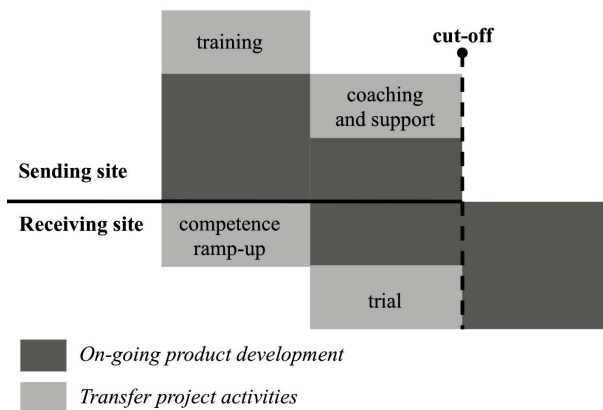 training
cut-off
coaching
and support
Sending site
Receiving site
competence
ramp-up
trial
On-going product development
Transfer project activities